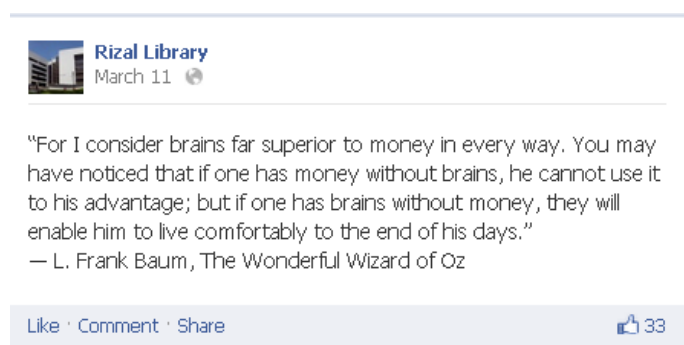 Rizal Library
March 11
“For I consider brains far superior to money in every way. You may
have noticed that if one has money without brains, he cannot use it
to his advantage; but if one has brains without money, they will
enable him to live comfortably to the end of his days.”
— L. Frank Baum, The Wonderful Wizard of Oz
Like · Comment · Share 33